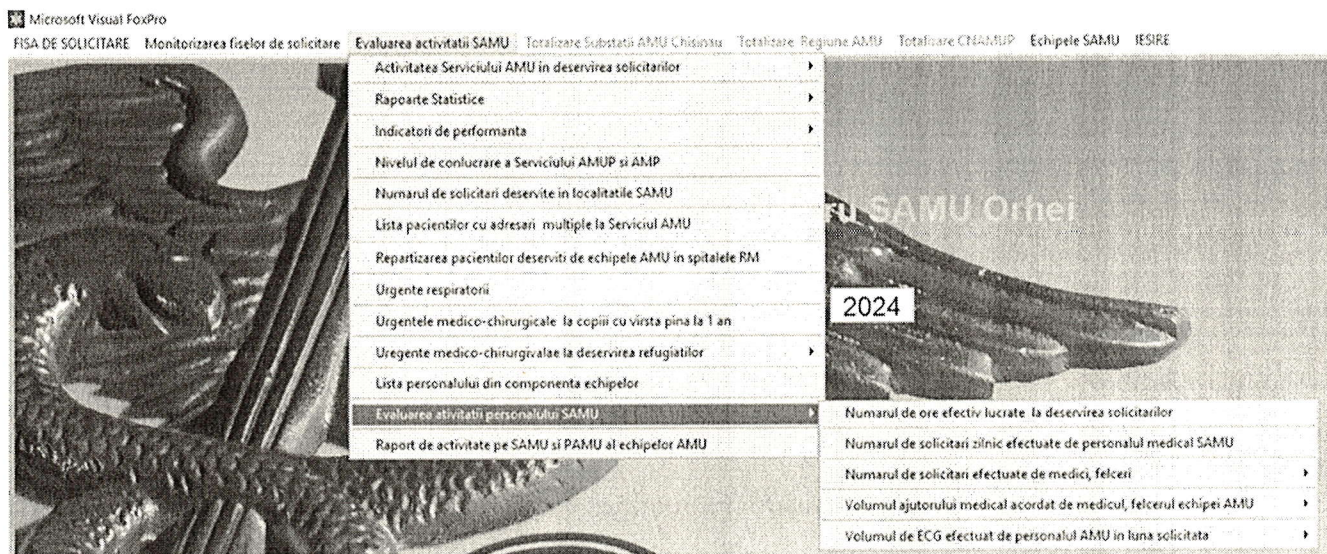 Microsoft Visual FoxPro
FISA DE SOLICITARE Monitorizarea fiselor de solicitare Evaluarea activitatii SAMU Totalizare Substatii AMU Chisinau Totalizare Regiune AMU Totalizare CNAMUP Echipele SAMU IESIRE
Activitatea Serviciului AMU in deservirea solicitarilor
Rapoarte Statistice
Indicatori de performanta
Nivelul de conlucrare a Serviciului AMUP si AMP
Numarul de solicitari deservite in localitatile SAMU
ru SAMU Orhei
Lista pacientilor cu adresari multiple la Serviciul AMU
Repartizarea pacientilor deserviti de echipele AMU in spitalele RM
Urgente respiratorii
2024
Urgentele medico-chirurgicale la copiii cu virsta pina la 1 an
Uregente medico-chirurgivalae la deservirea refugiatilor
Lista personalului din componenta echipelor
Evaluarea ativitatii personalului SAMU
Numarul de ore efectiv lucrate la deservirea solicitarilor
Raport de activitate pe SAMU si PAMU al echipelor AMU
Numarul de solicitari zilnic efectuate de personalul medical SAMU
Numarul de solicitari efectuate de medici, felceri
Volumul ajutorului medical acordat de medicul, felcerul echipei AMU
Volumul de ECG efectuat de personalul AMU in luna solicitata